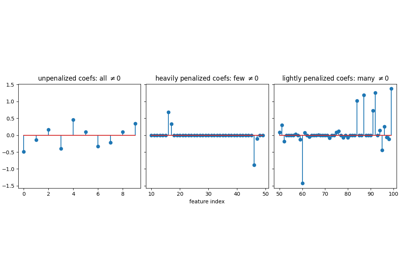 unpenalized coefs: all ≠0 heavily penalized coefs: few ≠0 lightly penalized coefs: many ≠0
1.5
1.0
0.5
0.0
−0.5
−1.0
−1.5
0 2 4 6 8 10 20 30 40 50 50 60 70 80 90 100
feature index